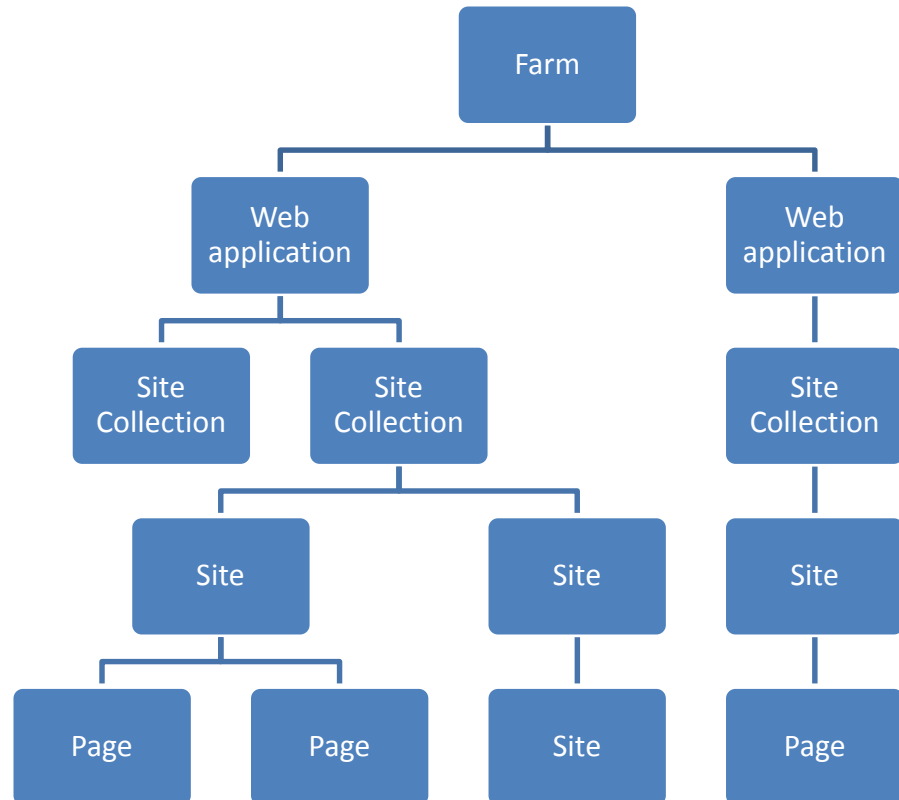 Farm
Web
application
Web
application
Site
Collection
Site
Collection
Site
Collection
Site
Site
Site
Page
Page
Site
Page